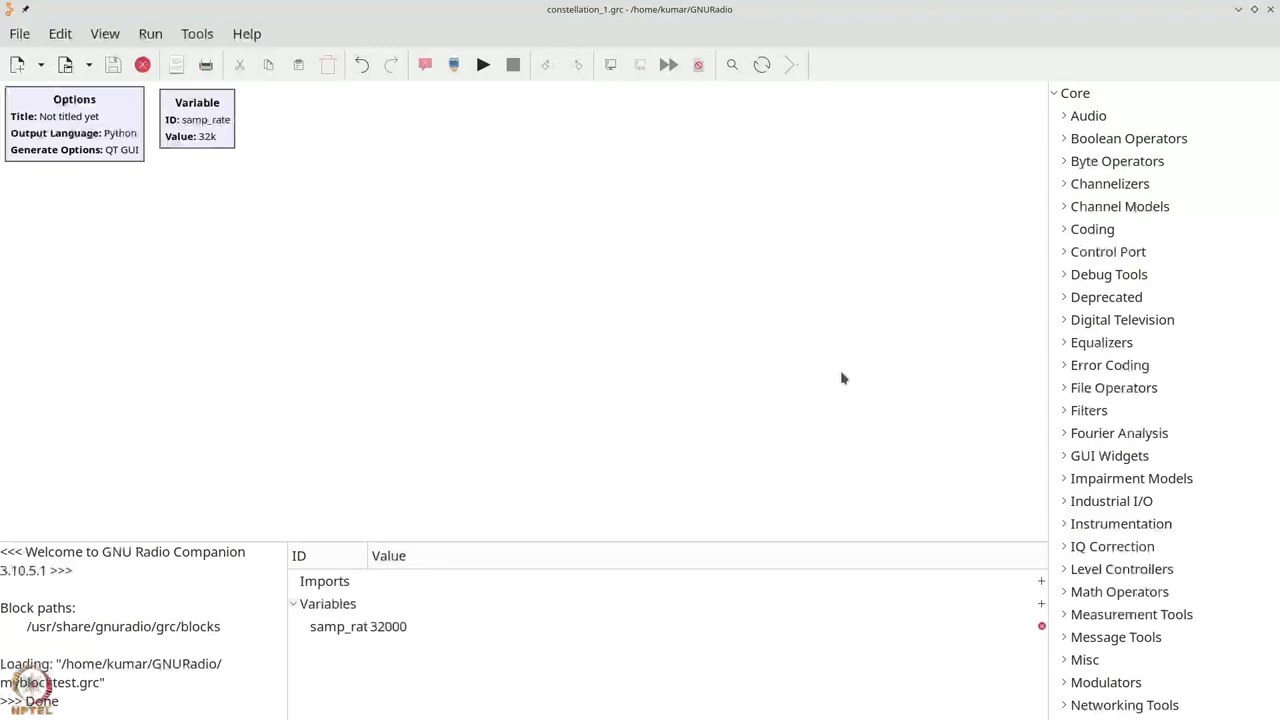 constellation_1.grc - /home/kumar/GNURadio
File Edit View Run Tools Help
Options
Title: Not titled yet
Output Language: Python
Generate Options: QT GUI
Variable
ID: samp_rate
Value: 32k
Core
Audio
Boolean Operators
Byte Operators
Channelizers
Channel Models
Coding
Control Port
Debug Tools
Deprecated
Digital Television
Equalizers
Error Coding
File Operators
Filters
Fourier Analysis
GUI Widgets
Impairment Models
Industrial I/O
Instrumentation
IQ Correction
Level Controllers
Math Operators
Measurement Tools
Message Tools
Misc
Modulators
Networking Tools
<<< Welcome to GNU Radio Companion
3.10.5.1 >>>
Block paths:
/usr/share/gnuradio/grc/blocks
Loading: "/home/kumar/GNURadio/
test.grc"
>>> Done
NPTEL
ID Value
Imports
Variables
samp_rat 32000